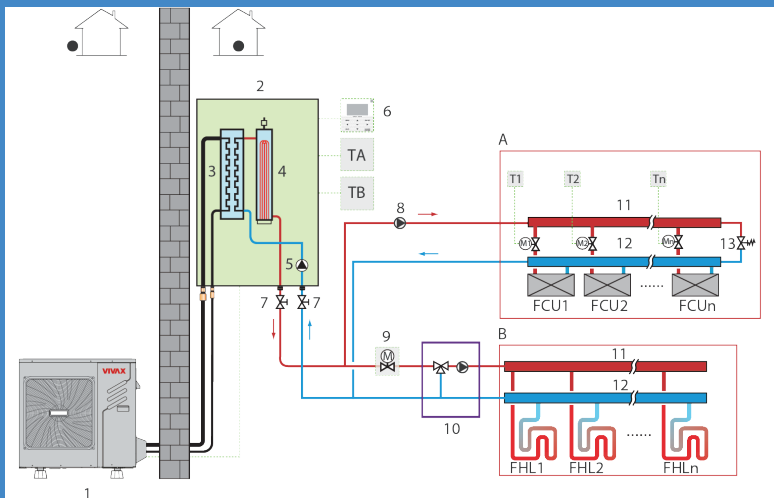 2
6
3
4
TA
TB
5
7
7
8
A
T1
T2
Tn
11
M1
M2
Mn
12
13
FCU1
FCU2
......
FCUn
9
M
10
B
11
12
......
FHL1
FHL2
FHLn
VIVAX
1